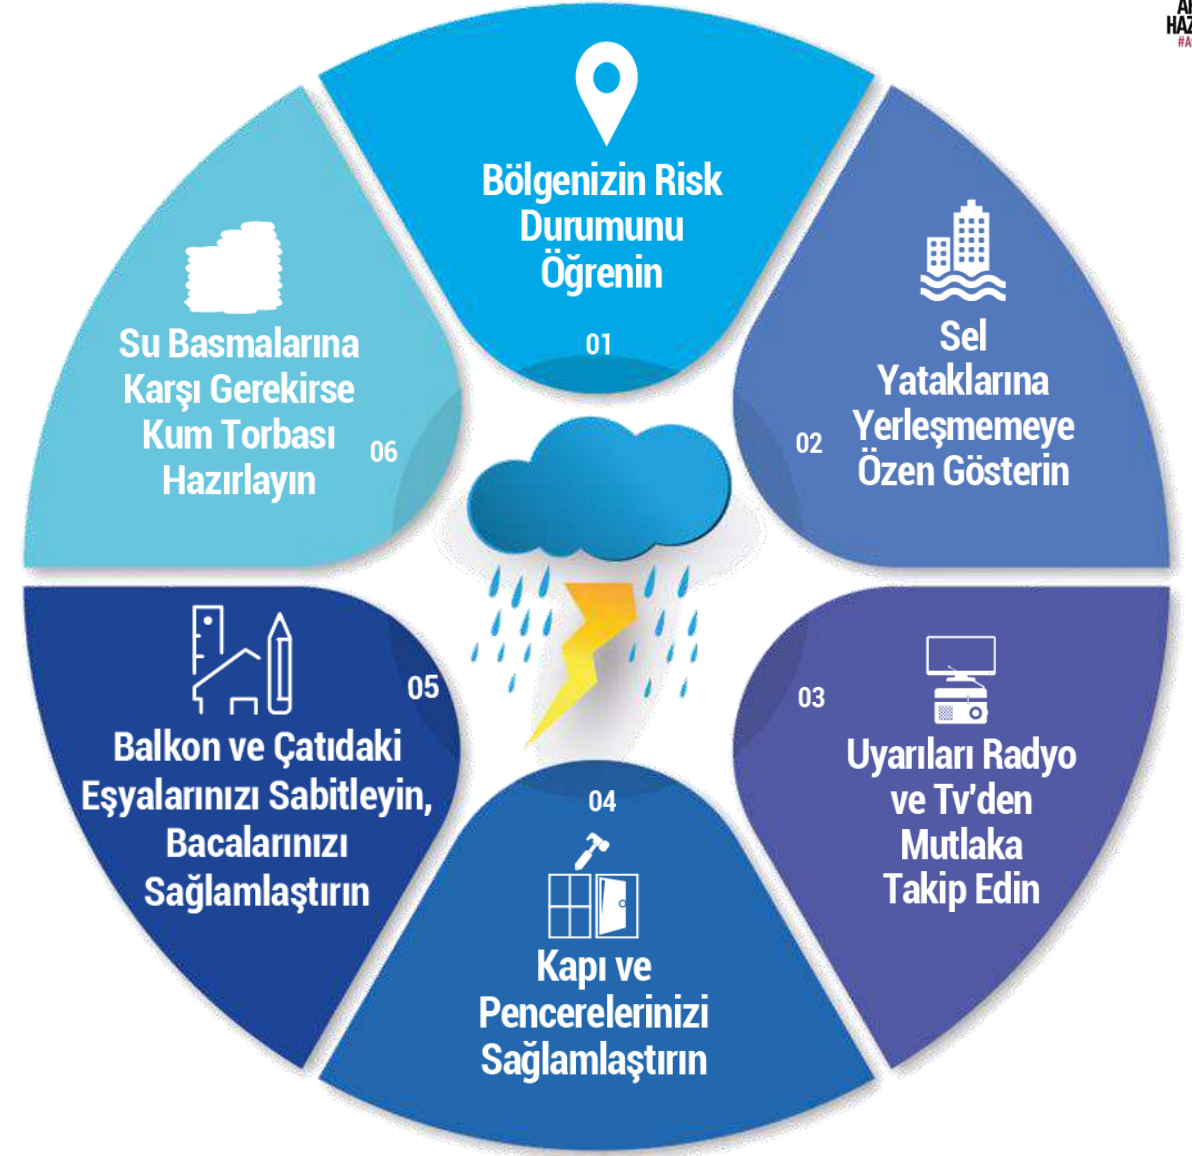 Bölgenizin Risk
Durumunu
Öğrenin
01
Sel
Yataklarına
Yerleşmemeye
Özen Gösterin
02
03
Uyarıları Radyo
ve Tv'den
Mutlaka
Takip Edin
04
Kapı ve
Pencerelerinizi
Sağlamlaştırın
05
Balkon ve Çatıdaki
Eşyalarınızı Sabitleyin,
Bacalarınızı
Sağlamlaştırın
Su Basmalarına
Karşı Gerekirse
Kum Torbası
Hazırlayın
06